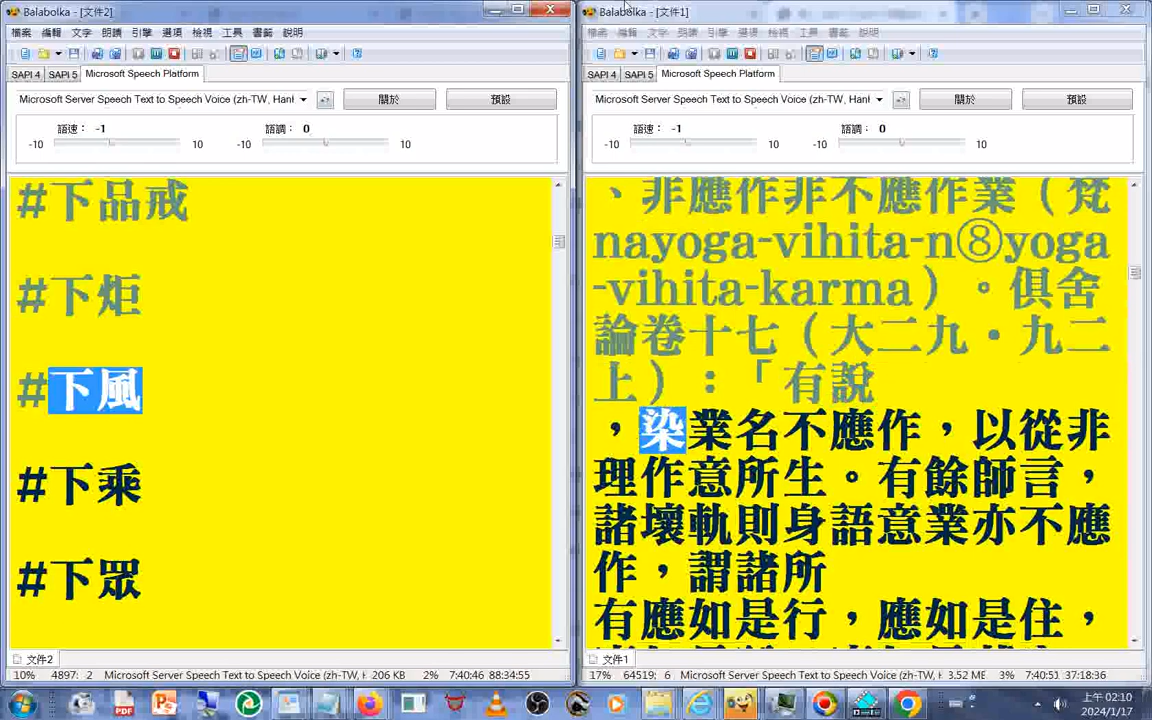 Balabolka - [文件2]
檔案 編輯 文字 朗讀 引擎 選項 檢視 工具 書籤 說明
SAPI 4 SAPI 5 Microsoft Speech Platform
Microsoft Server Speech Text to Speech Voice (zh-TW, Hanl
關於 預設
語速： -1 語調： 0
-10 10 -10 10
#下品戒
#下炬
#下風
#下乘
#下眾
文件2
10% 4897: 2 Microsoft Server Speech Text to Speech Voice (zh-TW, H 206 KB 2% 7:40:46 88:34:55
Balabolka - [文件1]
檔案 編輯 文字 朗讀 引擎 選項 檢視 工具 書籤 說明
SAPI 4 SAPI 5 Microsoft Speech Platform
Microsoft Server Speech Text to Speech Voice (zh-TW, Hanl
關於 預設
語速： -1 語調： 0
-10 10 -10 10
、非應作非不應作業（梵
nayoga-vihita-n⑧yoga
-vihita-karma）。俱舍
論卷十七（大二九・九二
上）：「有說
，染業名不應作，以從非
理作意所生。有餘師言，
諸壞軌則身語意業亦不應
作，謂諸所
有應如是行，應如是住，
文件1
17% 64519: 6 Microsoft Server Speech Text to Speech Voice (zh-TW, H 3.52 ME 3% 7:40:51 37:18:36
上午 02:10
2024/1/17